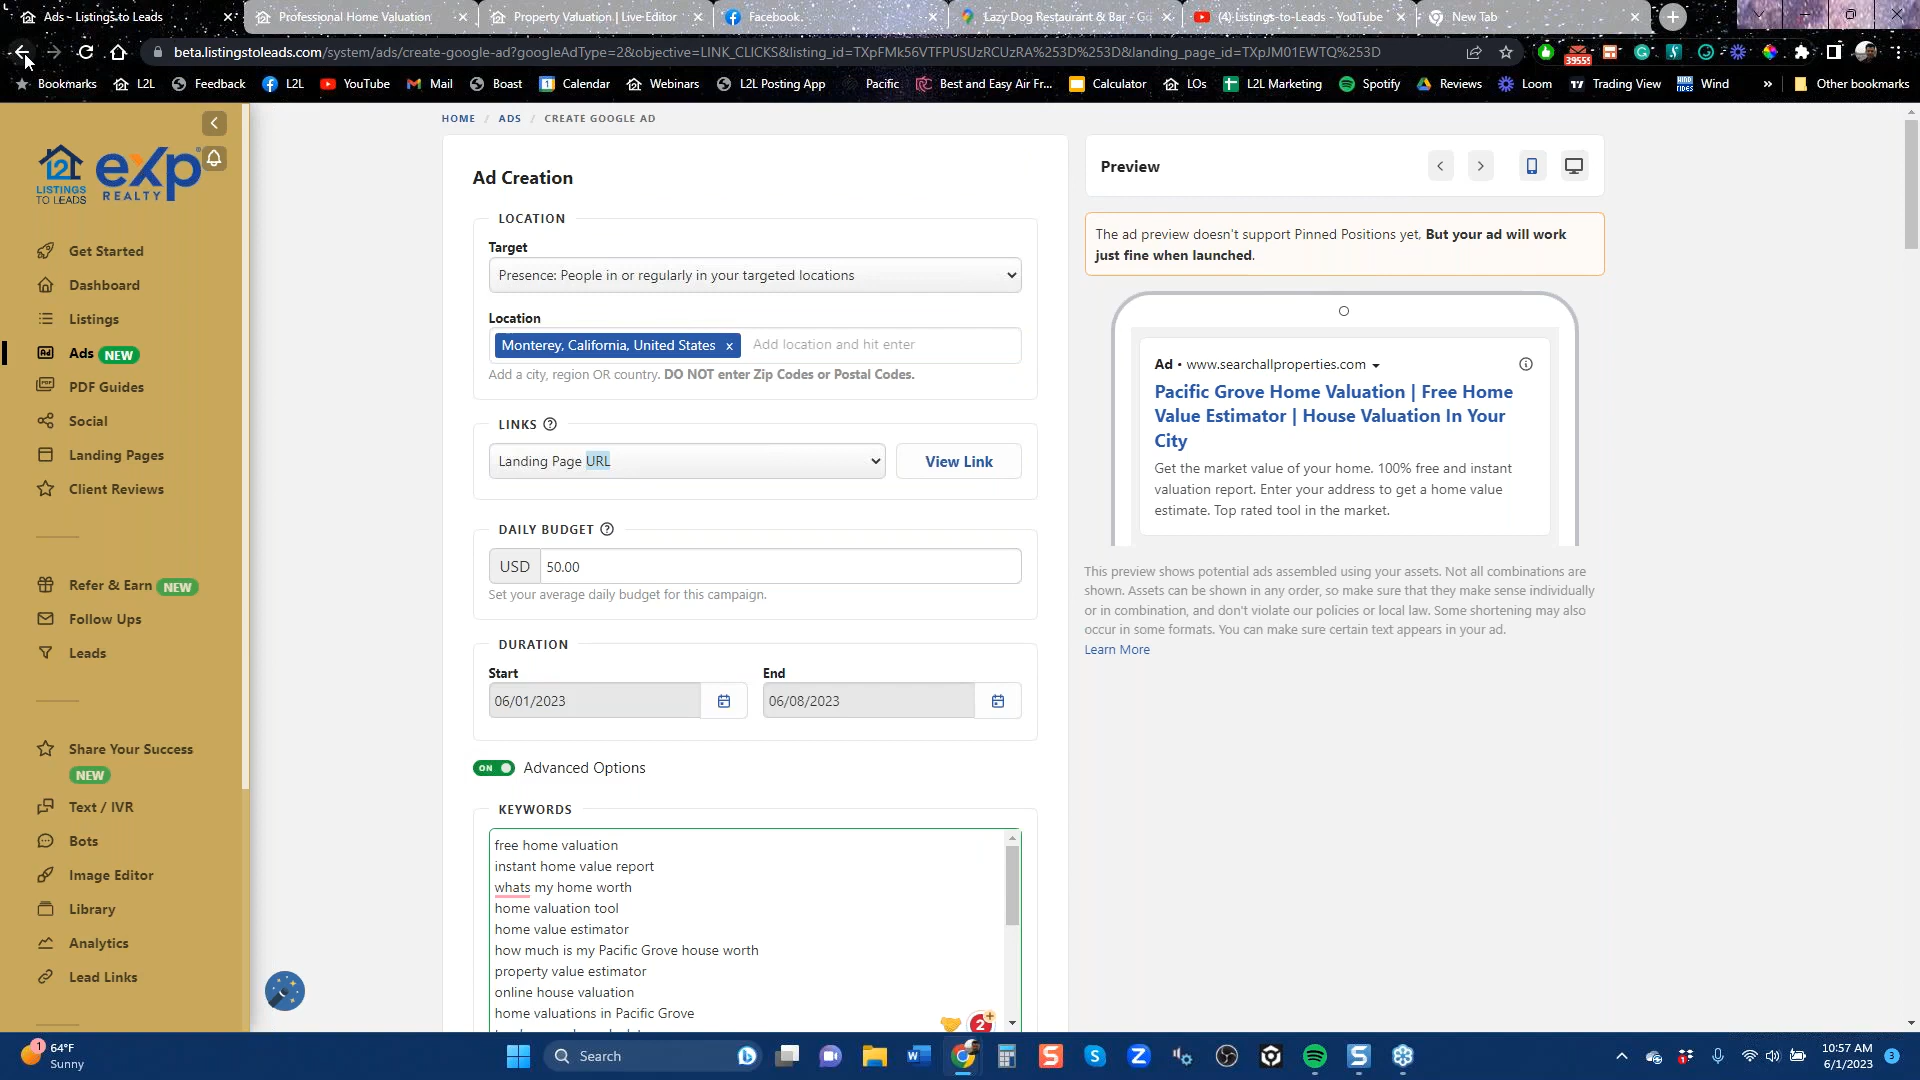 Ads - Listings to Leads
Professional Home Valuation
Property Valuation | Live Editor
Facebook
Lazy Dog Restaurant & Bar - Go
(4) Listings-to-Leads - YouTube
New Tab
beta.listingstoleads.com/system/ads/create-google-ad?googleAdType=2&objective=LINK_CLICKS&listing_id=TXpFMk56VTFPUSUzRCUzRA%253D%253D&landing_page_id=TXpJM01EWTQ%253D
39555
Bookmarks
L2L
Feedback
L2L
YouTube
Mail
Boast
Calendar
Webinars
L2L Posting App
Pacific
Best and Easy Air Fr...
Calculator
LOs
L2L Marketing
Spotify
Reviews
Loom
Trading View
Wind
»
Other bookmarks
L2L
LISTINGS
TO LEADS
eXp
REALTY
Get Started
Dashboard
Listings
Ads NEW
PDF Guides
Social
Landing Pages
Client Reviews
Refer & Earn NEW
Follow Ups
Leads
Share Your Success
NEW
Text / IVR
Bots
Image Editor
Library
Analytics
Lead Links
HOME / ADS / CREATE GOOGLE AD
Ad Creation
LOCATION
Target
Presence: People in or regularly in your targeted locations
Location
Monterey, California, United States x Add location and hit enter
Add a city, region OR country. DO NOT enter Zip Codes or Postal Codes.
LINKS ?
Landing Page URL
View Link
DAILY BUDGET ?
USD 50.00
Set your average daily budget for this campaign.
DURATION
Start
End
06/01/2023
06/08/2023
ON Advanced Options
KEYWORDS
free home valuation
instant home value report
whats my home worth
home valuation tool
home value estimator
how much is my Pacific Grove house worth
property value estimator
online house valuation
home valuations in Pacific Grove
2+
Preview
The ad preview doesn't support Pinned Positions yet, But your ad will work
just fine when launched.
Ad • www.searchallproperties.com
Pacific Grove Home Valuation | Free Home
Value Estimator | House Valuation In Your
City
Get the market value of your home. 100% free and instant
valuation report. Enter your address to get a home value
estimate. Top rated tool in the market.
This preview shows potential ads assembled using your assets. Not all combinations are
shown. Assets can be shown in any order, so make sure that they make sense individually
or in combination, and don't violate our policies or local law. Some shortening may also
occur in some formats. You can make sure certain text appears in your ad.
Learn More
1
64°F
Sunny
Search
10:57 AM
6/1/2023
3